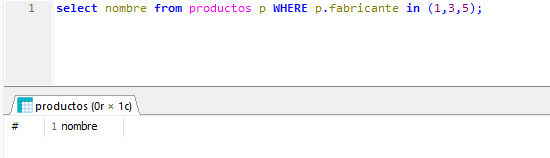 1 select nombre from productos p WHERE p.fabricante in (1,3,5);
productos (0r × 1c)
# 1 nombre